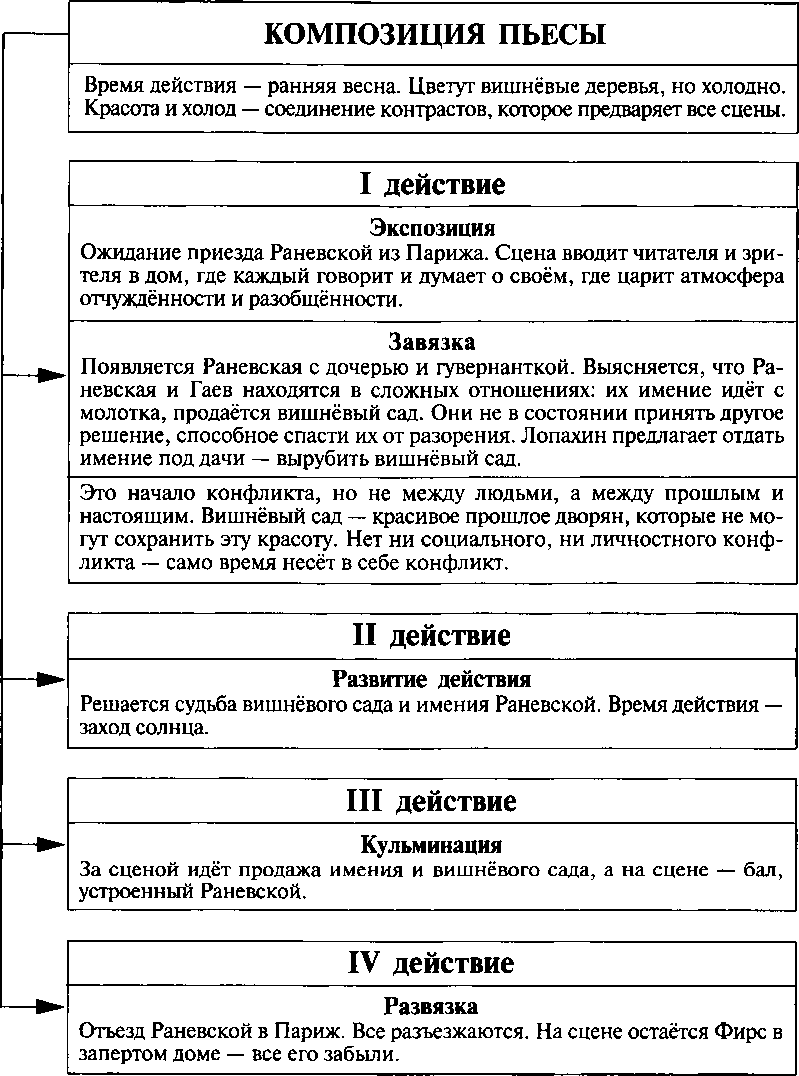 КОМПОЗИЦИЯ ПЬЕСЫ
Время действия — ранняя весна. Цветут вишнёвые деревья, но холодно.
Красота и холод — соединение контрастов, которое предваряет все сцены.
I действие
Экспозиция
Ожидание приезда Раневской из Парижа. Сцена вводит читателя и зри-
теля в дом, где каждый говорит и думает о своём, где царит атмосфера
отчуждённости и разобщённости.
Завязка
Появляется Раневская с дочерью и гувернанткой. Выясняется, что Ра-
невская и Гаев находятся в сложных отношениях: их имение идёт с
молотка, продаётся вишнёвый сад. Они не в состоянии принять другое
решение, способное спасти их от разорения. Лопахин предлагает отдать
имение под дачи — вырубить вишнёвый сад.
Это начало конфликта, но не между людьми, а между прошлым и
настоящим. Вишнёвый сад — красивое прошлое дворян, которые не мо-
гут сохранить эту красоту. Нет ни социального, ни личностного конф-
ликта — само время несёт в себе конфликт.
II действие
Развитие действия
Решается судьба вишнёвого сада и имения Раневской. Время действия —
заход солнца.
III действие
Кульминация
За сценой идёт продажа имения и вишнёвого сада, а на сцене — бал,
устроенный Раневской.
IV действие
Развязка
Отъезд Раневской в Париж. Все разъезжаются. На сцене остаётся Фирс в
запертом доме — все его забыли.